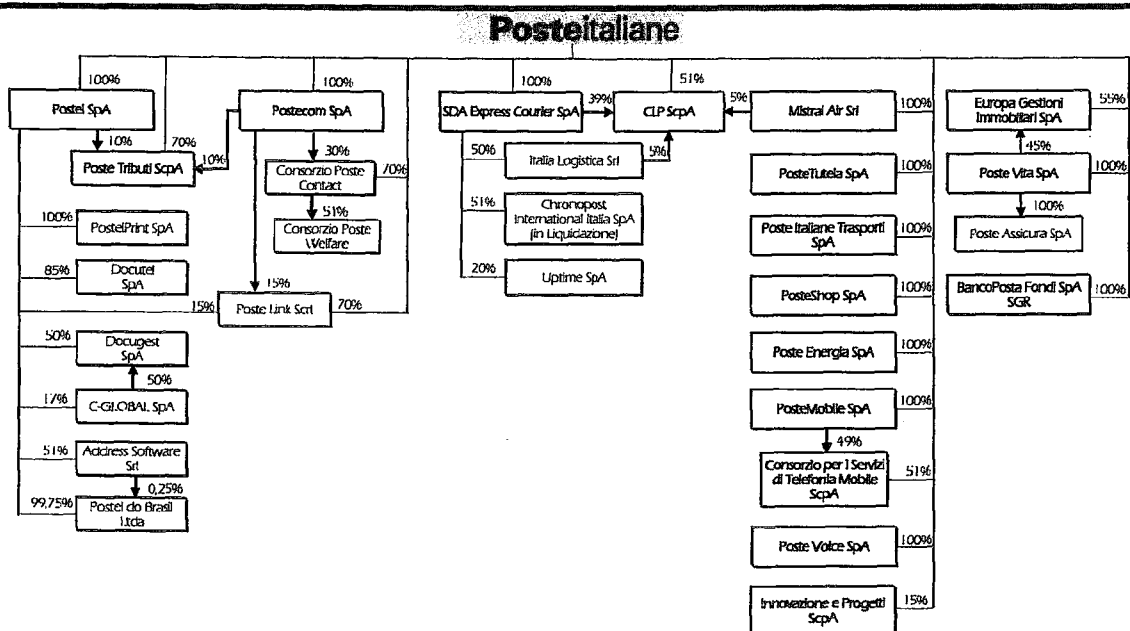 Posteitaliane
100%
Postel SpA
10%
70%
Poste Tributi ScpA
10%
100%
PostelPrint SpA
85%
Docutel
SpA
15%
50%
Docugest
SpA
50%
17%
C-GLOBAL SpA
51%
Address Software
Srl
0,25%
99,75%
Postel do Brasil
Ltda
100%
Postecom SpA
30%
Consorzio Poste
Contact
70%
51%
Consorzio Poste
Welfare
15%
Poste Link Scrl
70%
100%
SDA Express Courier SpA
39%
51%
CLP ScpA
5%
50%
Italia Logistica Srl
5%
51%
Chronopost
International Italia SpA
(in Liquidazione)
20%
Uptime SpA
Mistral Air Srl
100%
PosteTutela SpA
100%
Poste Italiane Trasporti
SpA
100%
PosteShop SpA
100%
Poste Energia SpA
100%
PosteMobile SpA
100%
49%
Consorzio per i Servizi
di Telefonia Mobile
ScpA
51%
Poste Voice SpA
100%
Innovazione e Progetti
ScpA
15%
Europa Gestioni
Immobiliari SpA
55%
45%
Poste Vita SpA
100%
100%
Poste Assicura SpA
BancoPosta Fondi SpA
SGR
100%